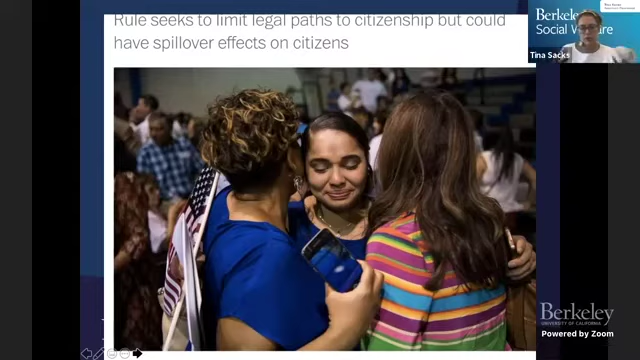 Rule seeks to limit legal paths to citizenship but could
have spillover effects on citizens
Berkeley
Social Welfare
Tina Sacks
Berkeley
UNIVERSITY OF CALIFORNIA
Powered by Zoom